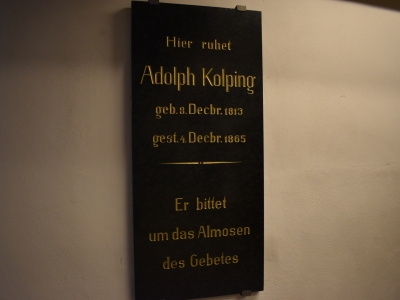 Hier ruhet
Adolph Kolping
geb. 8. Decbr. 1813
gest. 4. Decbr. 1865
Er bittet
um das Almosen
des Gebetes